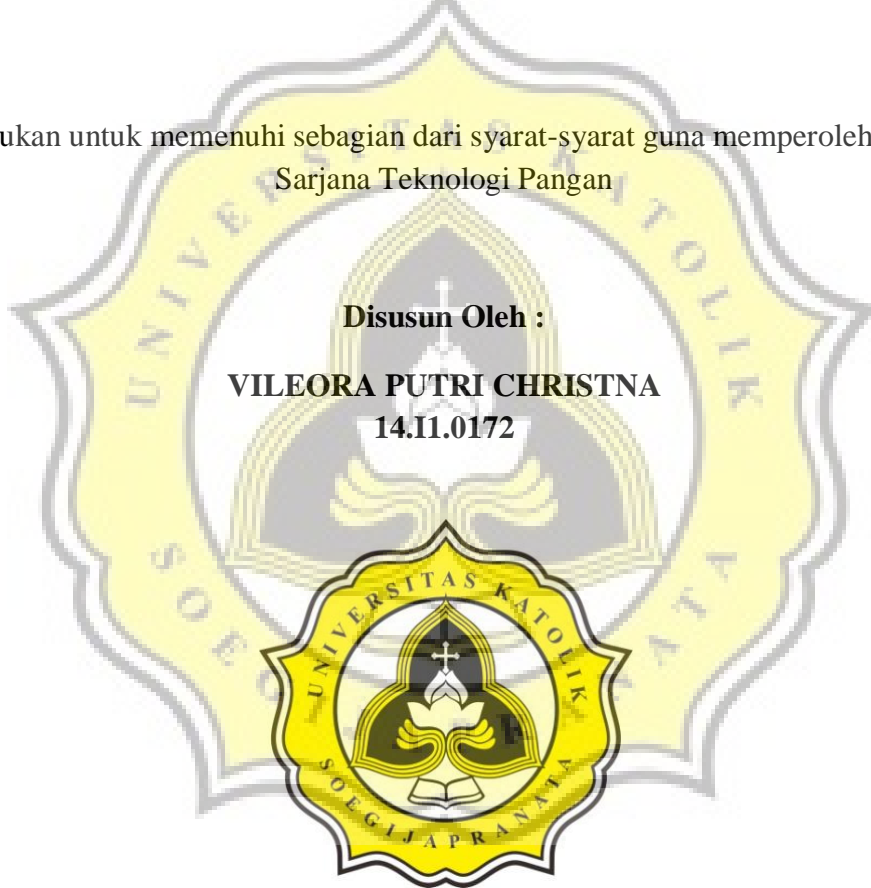 ukan untuk memenuhi sebagian dari syarat-syarat guna memperoleh
Sarjana Teknologi Pangan
Disusun Oleh :
VILEORA PUTRI CHRISTNA
14.I1.0172
UNIVERSITAS KATOLIK
SOEGIJAPRANATA